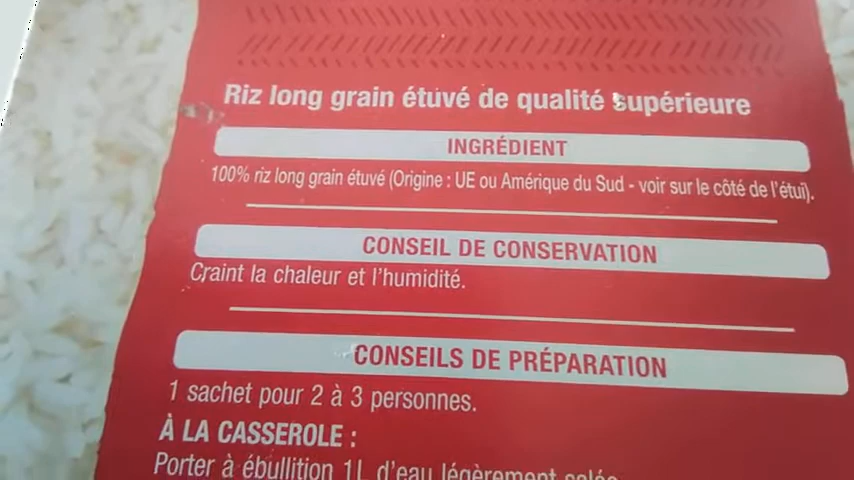 Riz long grain étuvé de qualité supérieure
INGRÉDIENT
100% riz long grain étuvé (Origine : UE ou Amérique du Sud - voir sur le côté de l'étui).
CONSEIL DE CONSERVATION
Craint la chaleur et l'humidité.
CONSEILS DE PRÉPARATION
1 sachet pour 2 à 3 personnes.
À LA CASSEROLE :
Porter à ébullition 1L d'eau légèrement salée